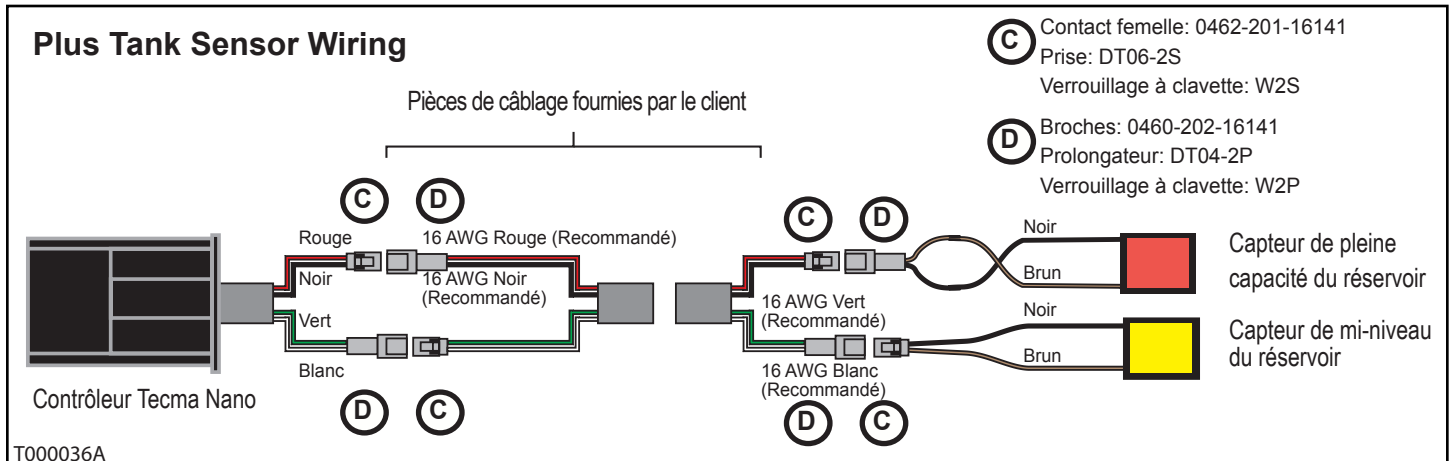 Plus Tank Sensor Wiring
C
Contact femelle: 0462-201-16141
Prise: DT06-2S
Verrouillage à clavette: W2S
D
Broches: 0460-202-16141
Prolongateur: DT04-2P
Verrouillage à clavette: W2P
Pièces de câblage fournies par le client
C
D
C
D
Rouge
16 AWG Rouge (Recommandé)
Noir
16 AWG Noir
(Recommandé)
Vert
Blanc
Contrôleur Tecma Nano
D
C
16 AWG Vert
(Recommandé)
16 AWG Blanc
(Recommandé)
D
C
Noir
Brun
Capteur de pleine
capacité du réservoir
Noir
Brun
Capteur de mi-niveau
du réservoir
T000036A